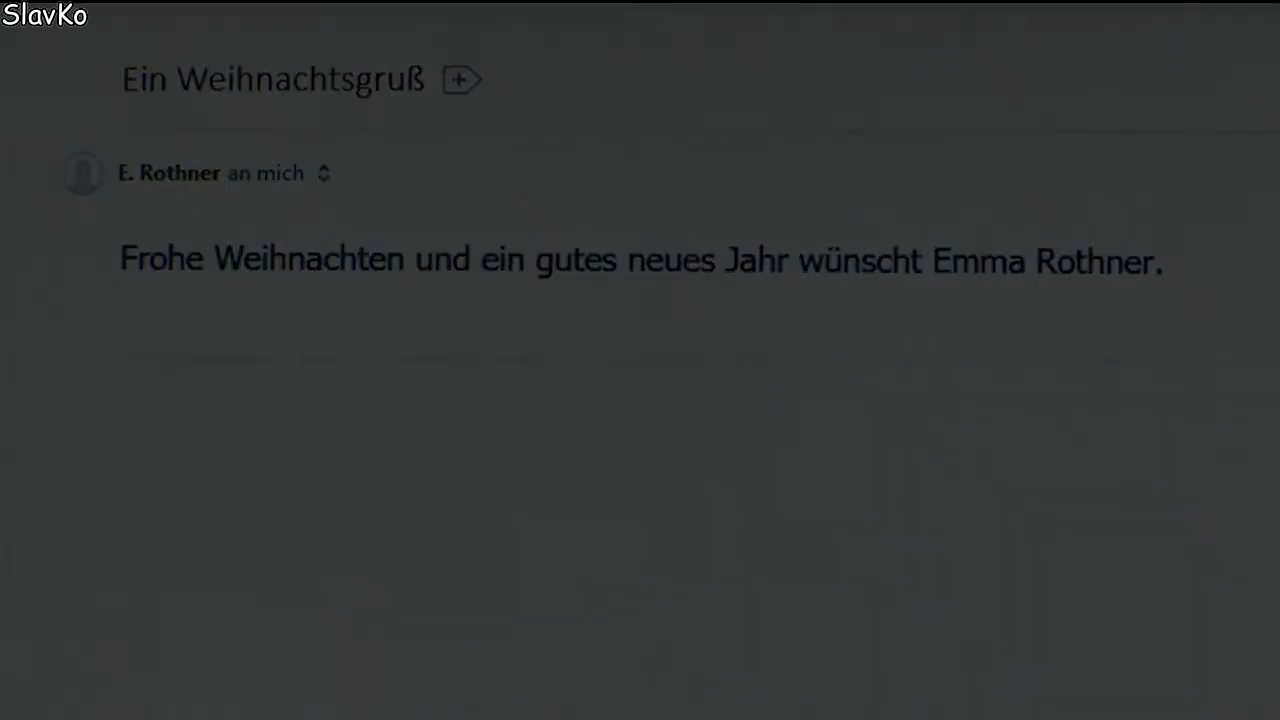 SlavKo
Ein Weihnachtsgruß
E. Rothner an mich
Frohe Weihnachten und ein gutes neues Jahr wünscht Emma Rothner.